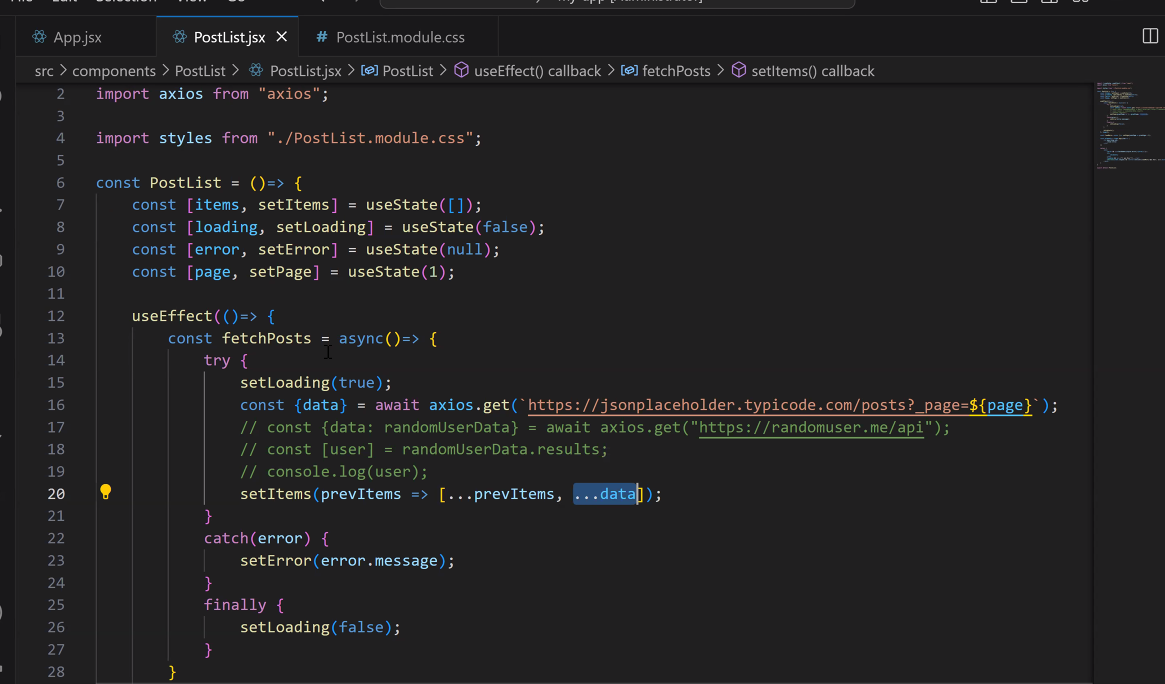 App.jsx PostList.jsx PostList.module.css
src > components > PostList > PostList.jsx > PostList > useEffect() callback > fetchPosts > setItems() callback
2 import axios from "axios";
3
4 import styles from "./PostList.module.css";
5
6 const PostList = ()=> {
7 const [items, setItems] = useState([]);
8 const [loading, setLoading] = useState(false);
9 const [error, setError] = useState(null);
10 const [page, setPage] = useState(1);
11
12 useEffect(()=> {
13 const fetchPosts = async()=> {
14 try {
15 setLoading(true);
16 const {data} = await axios.get(`https://jsonplaceholder.typicode.com/posts?_page=${page}`);
17 // const {data: randomUserData} = await axios.get("https://randomuser.me/api");
18 // const [user] = randomUserData.results;
19 // console.log(user);
20 setItems(prevItems => [...prevItems, ...data]);
21 }
22 catch(error) {
23 setError(error.message);
24 }
25 finally {
26 setLoading(false);
27 }
28 }